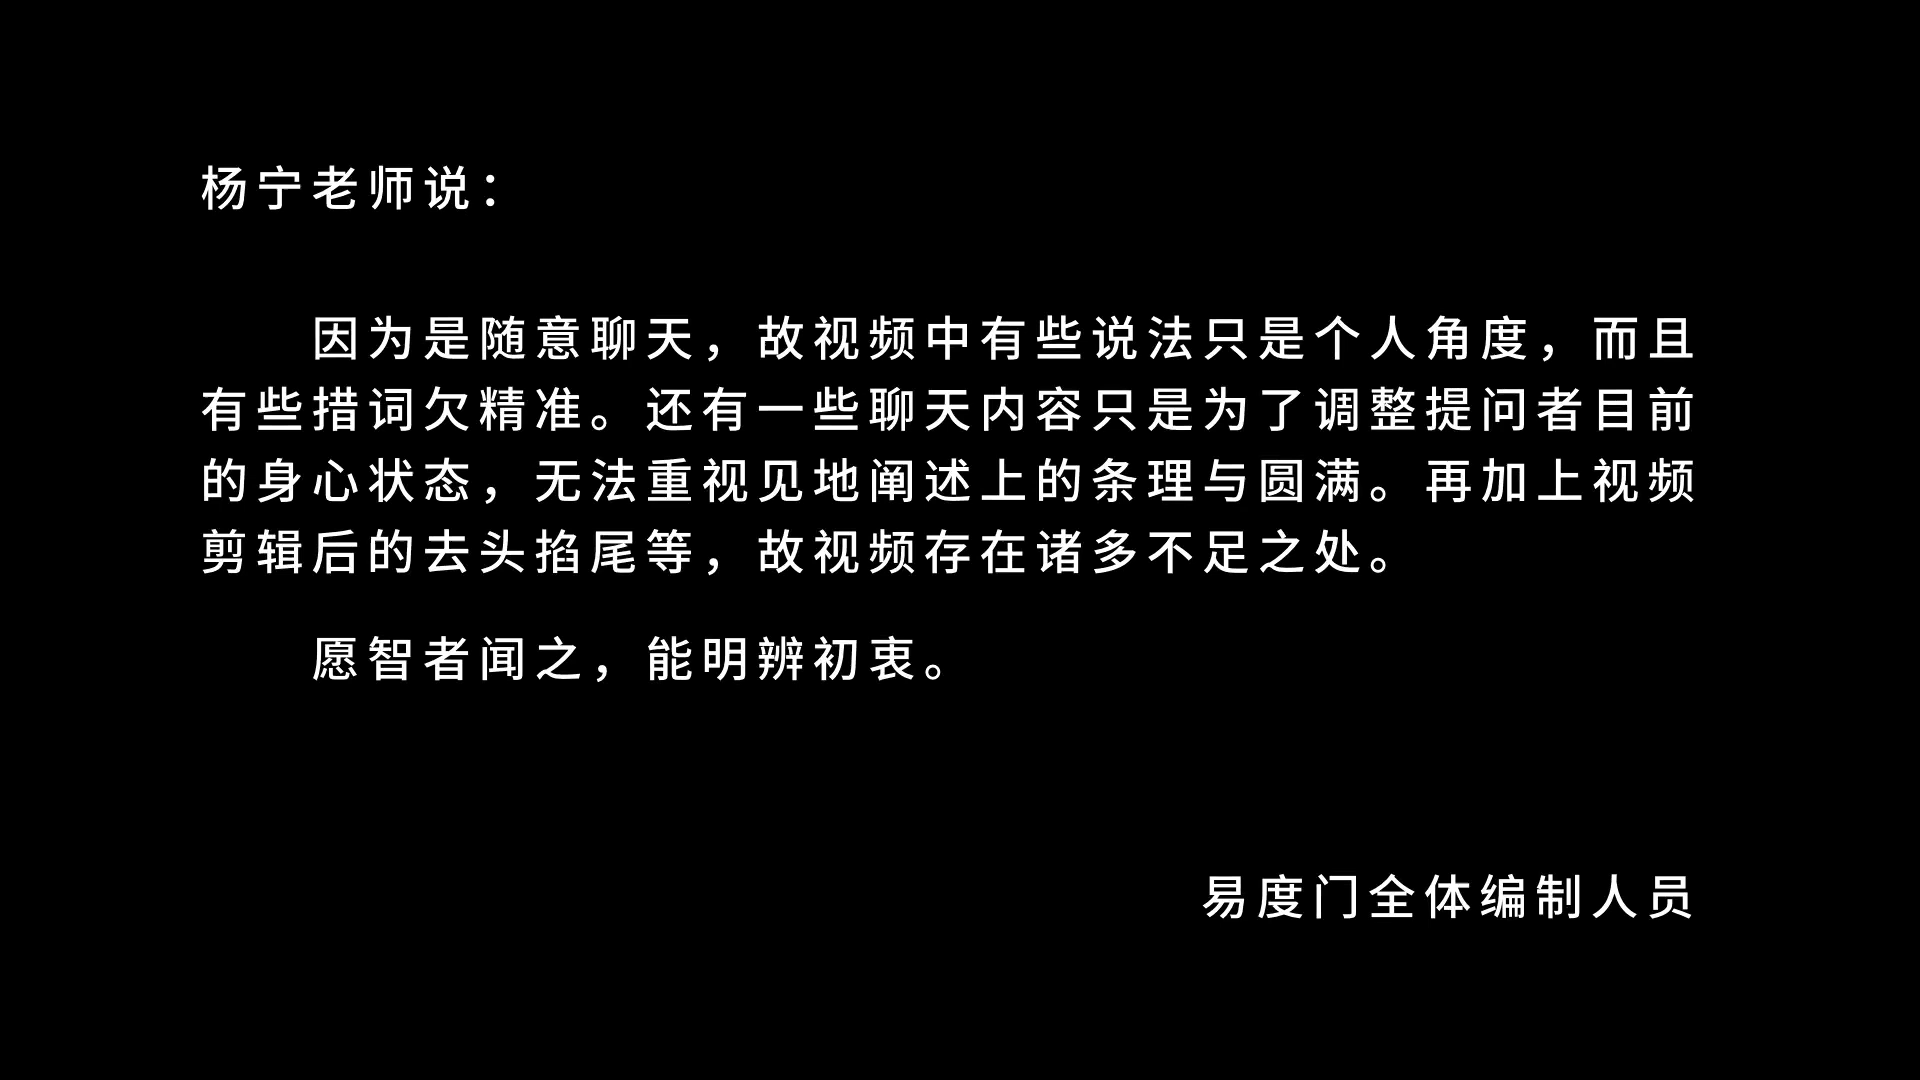 杨宁老师说：
因为是随意聊天，故视频中有些说法只是个人角度，而且
有些措词欠精准。还有一些聊天内容只是为了调整提问者目前
的身心状态，无法重视见地阐述上的条理与圆满。再加上视频
剪辑后的去头掐尾等，故视频存在诸多不足之处。
愿智者闻之，能明辨初衷。
易度门全体编制人员